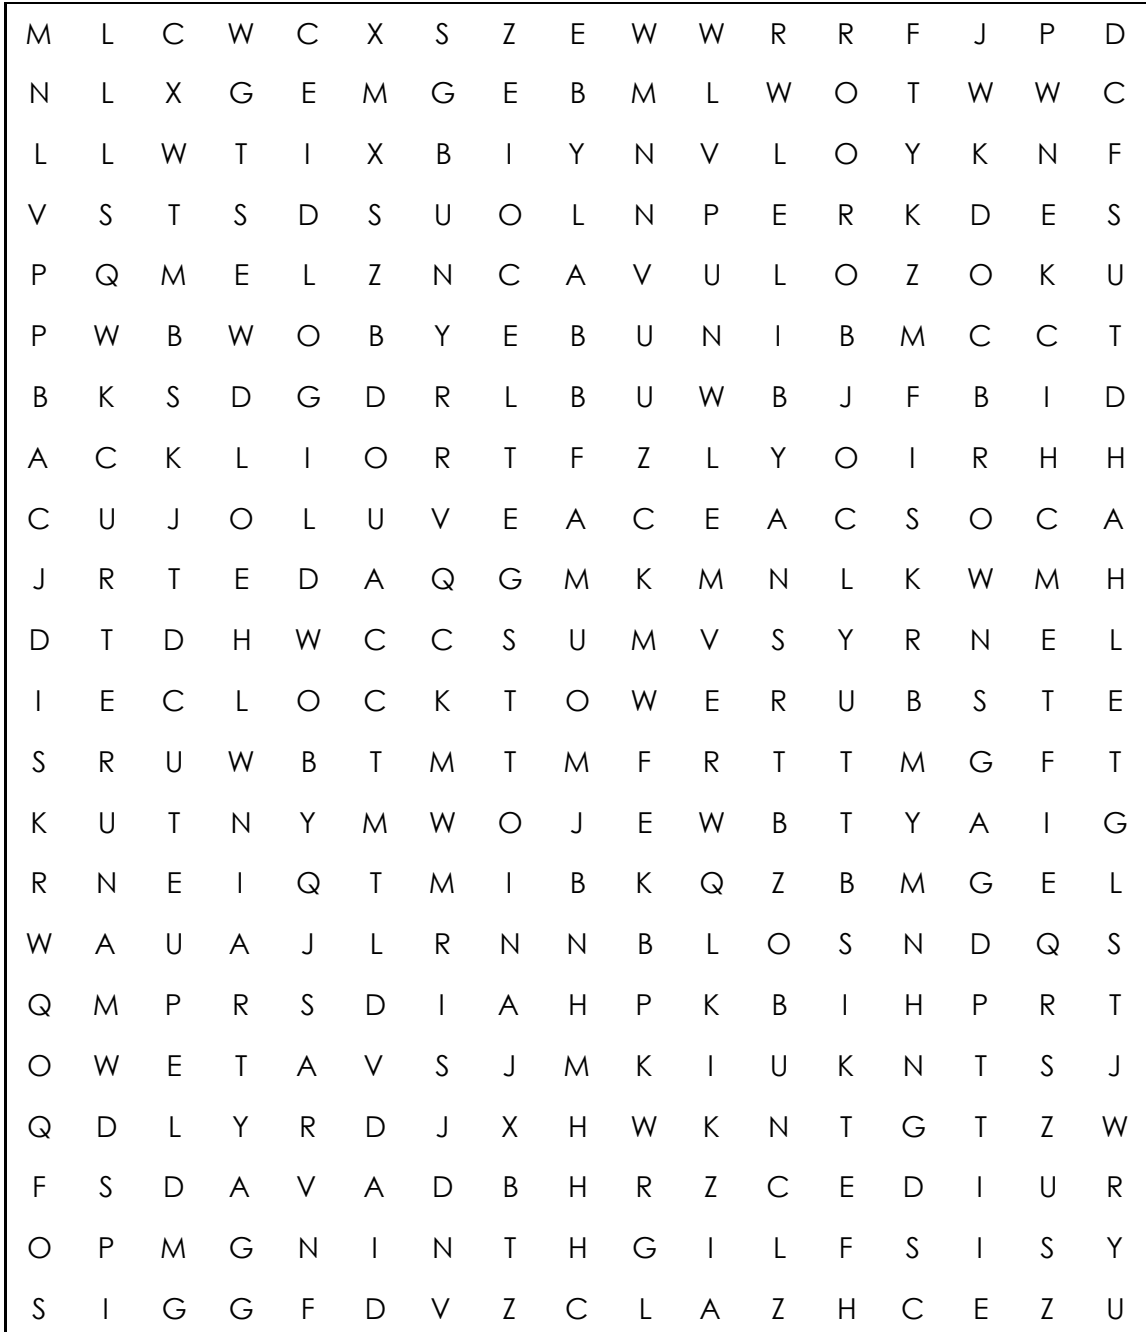 M L C W C X S Z E W W R R F J P D
N L X G E M G E B M L W O T W W C
L L W T I X B I Y N V L O Y K N F
V S T S D S U O L N P E R K D E S
P Q M E L Z N C A V U L O Z O K U
P W B W O B Y E B U N I B M C C T
B K S D G D R L B U W B J F B I D
A C K L I O R T F Z L Y O I R H H
C U J O L U V E A C E A C S O C A
J R T E D A Q G M K M N L K W M H
D T D H W C C S U M V S Y R N E L
I E C L O C K T O W E R U B S T E
S R U W B T M T M F R T T M G F T
K U T N Y M W O J E W B T Y A I G
R N E I Q T M I B K Q Z B M G E L
W A U A J L R N N B L O S N D Q S
Q M P R S D I A H P K B I H P R T
O W E T A V S J M K I U K N T S J
Q D L Y R D J X H W K N T G T Z W
F S D A V A D B H R Z C E D I U R
O P M G N I N T H G I L F S I S Y
S I G G F D V Z C L A Z H C E Z U